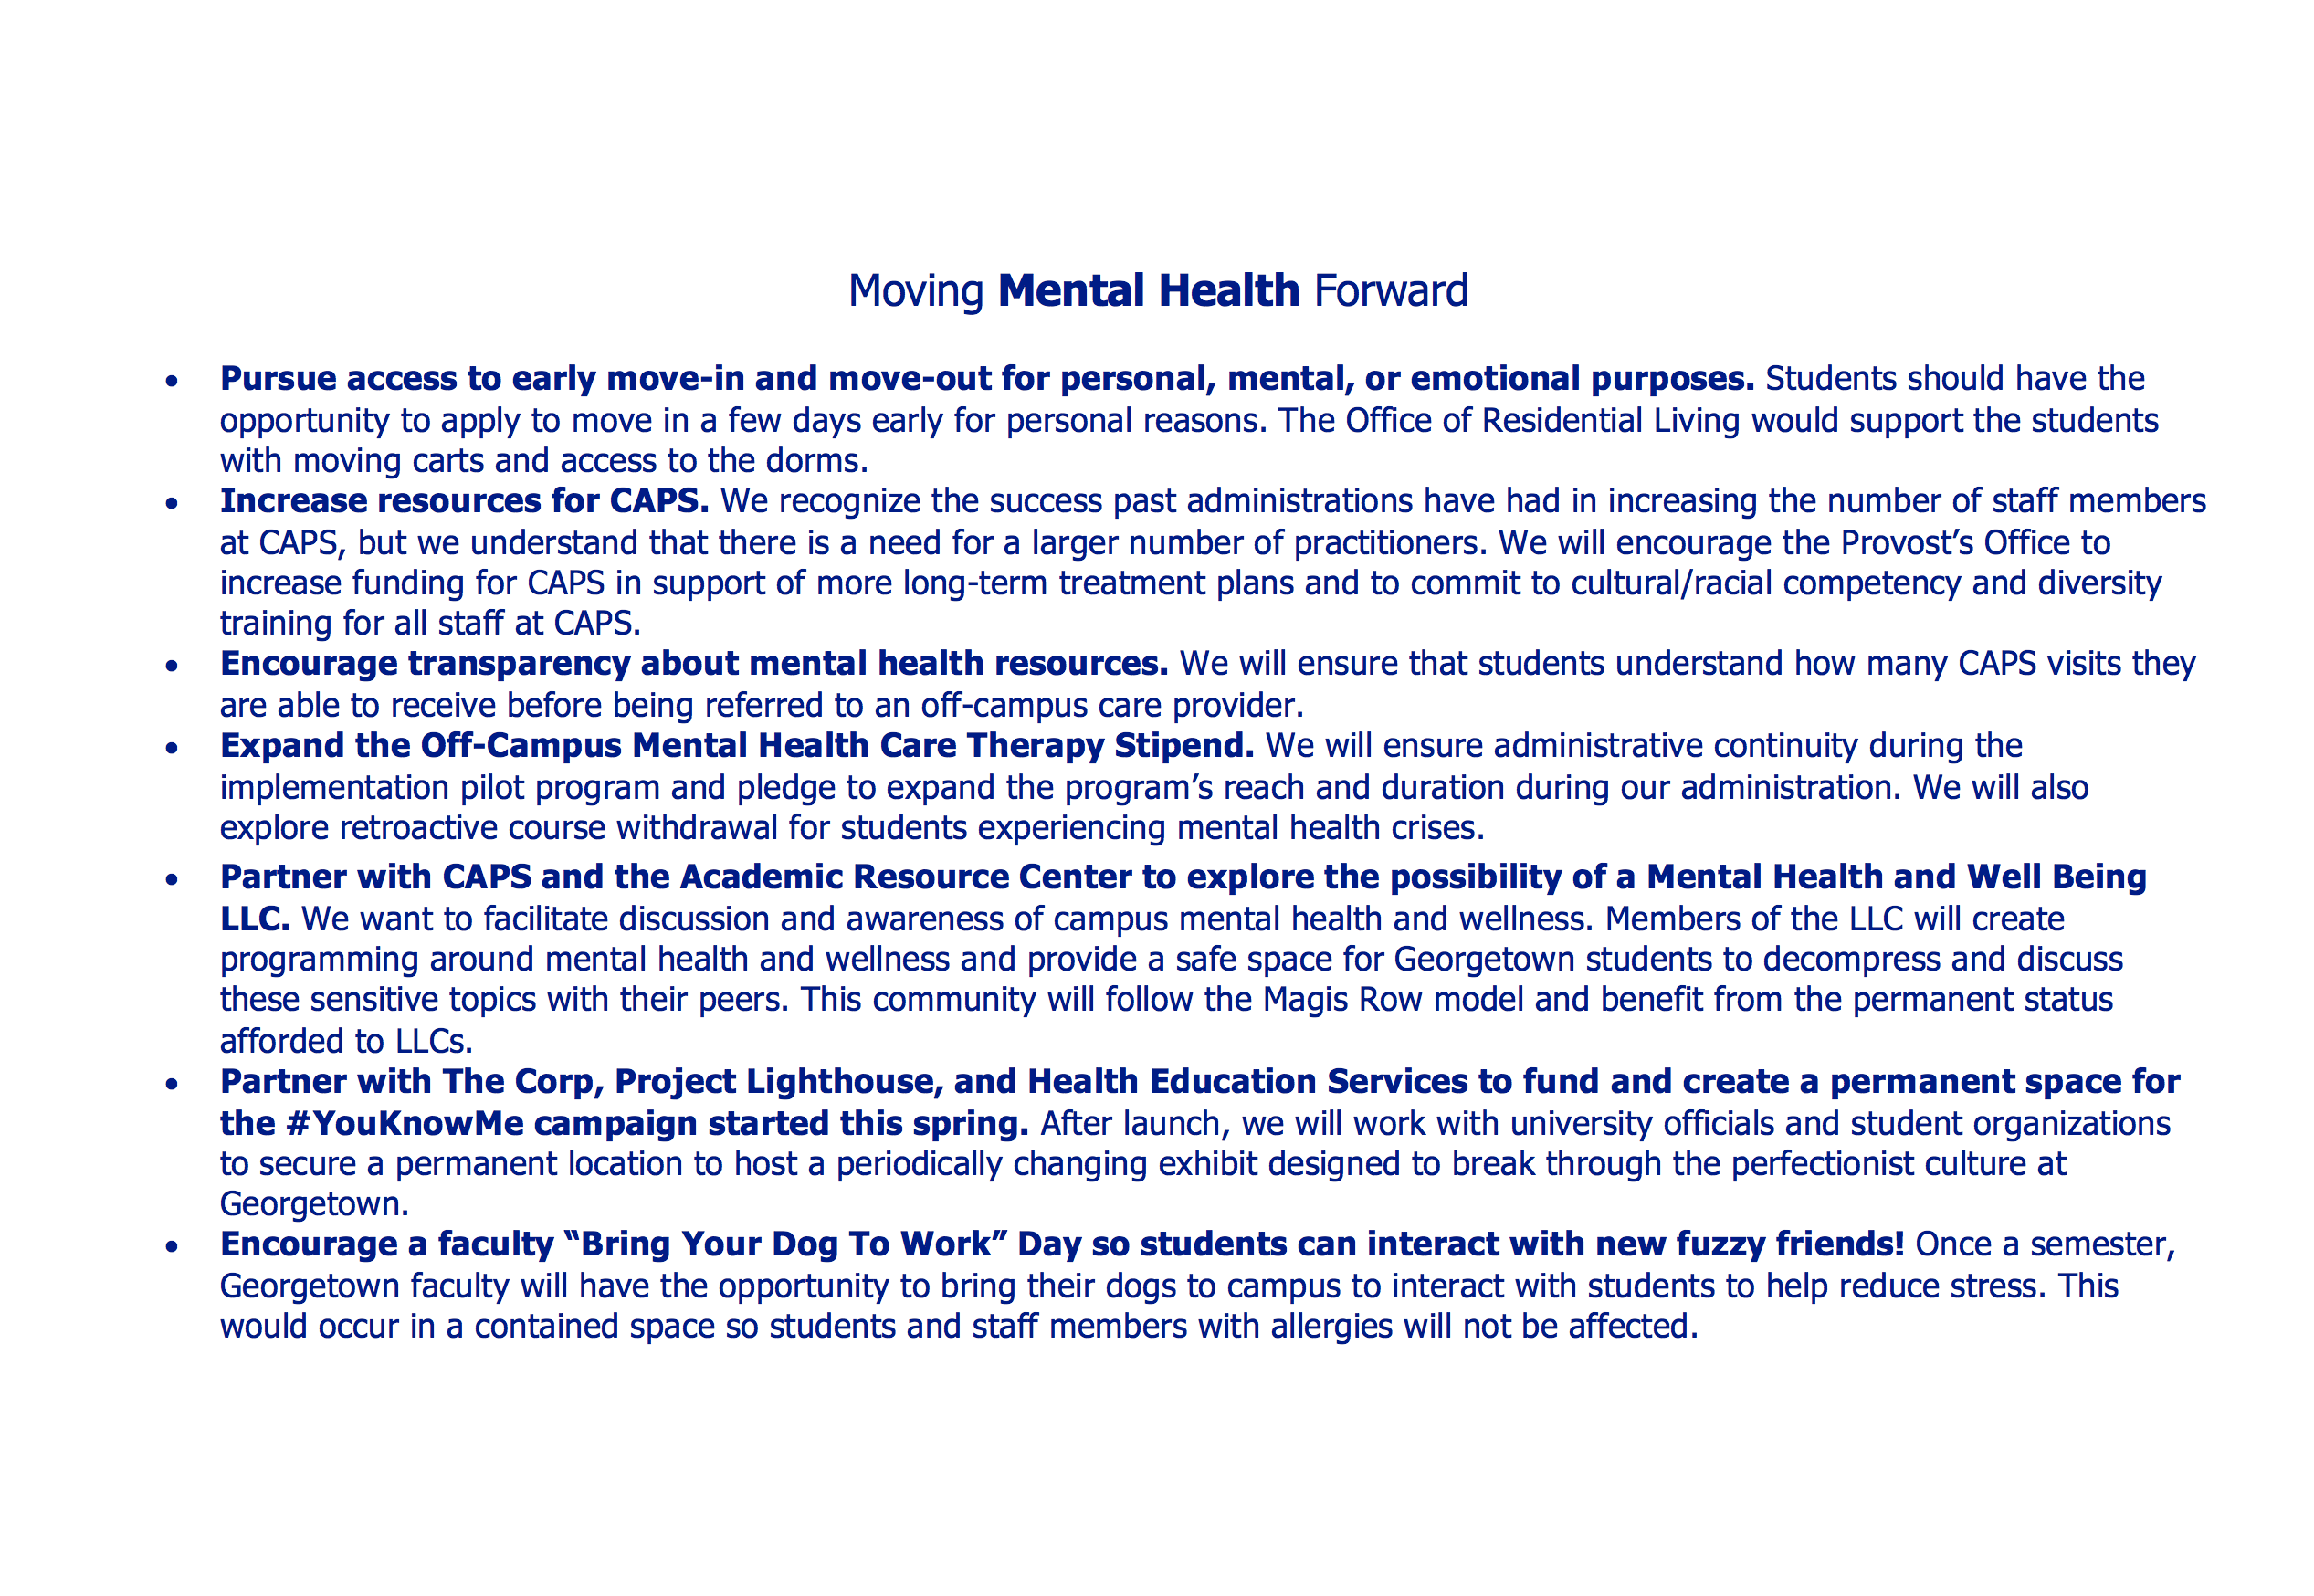 Moving Mental Health Forward
• Pursue access to early move-in and move-out for personal, mental, or emotional purposes. Students should have the
opportunity to apply to move in a few days early for personal reasons. The Office of Residential Living would support the students
with moving carts and access to the dorms.
• Increase resources for CAPS. We recognize the success past administrations have had in increasing the number of staff members
at CAPS, but we understand that there is a need for a larger number of practitioners. We will encourage the Provost’s Office to
increase funding for CAPS in support of more long-term treatment plans and to commit to cultural/racial competency and diversity
training for all staff at CAPS.
• Encourage transparency about mental health resources. We will ensure that students understand how many CAPS visits they
are able to receive before being referred to an off-campus care provider.
• Expand the Off-Campus Mental Health Care Therapy Stipend. We will ensure administrative continuity during the
implementation pilot program and pledge to expand the program’s reach and duration during our administration. We will also
explore retroactive course withdrawal for students experiencing mental health crises.
• Partner with CAPS and the Academic Resource Center to explore the possibility of a Mental Health and Well Being
LLC. We want to facilitate discussion and awareness of campus mental health and wellness. Members of the LLC will create
programming around mental health and wellness and provide a safe space for Georgetown students to decompress and discuss
these sensitive topics with their peers. This community will follow the Magis Row model and benefit from the permanent status
afforded to LLCs.
• Partner with The Corp, Project Lighthouse, and Health Education Services to fund and create a permanent space for
the #YouKnowMe campaign started this spring. After launch, we will work with university officials and student organizations
to secure a permanent location to host a periodically changing exhibit designed to break through the perfectionist culture at
Georgetown.
• Encourage a faculty “Bring Your Dog To Work” Day so students can interact with new fuzzy friends! Once a semester,
Georgetown faculty will have the opportunity to bring their dogs to campus to interact with students to help reduce stress. This
would occur in a contained space so students and staff members with allergies will not be affected.